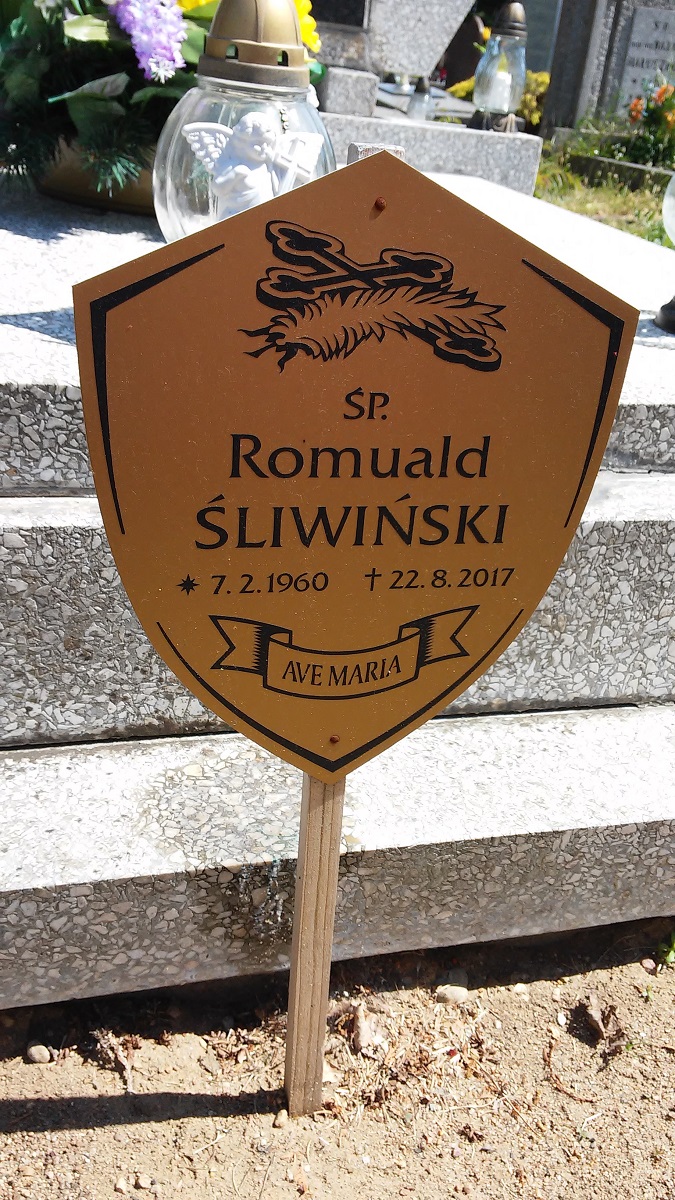 ŚP.
Romuald
ŚLIWIŃSKI
* 7.2.1960 † 22.8.2017
AVE MARIA